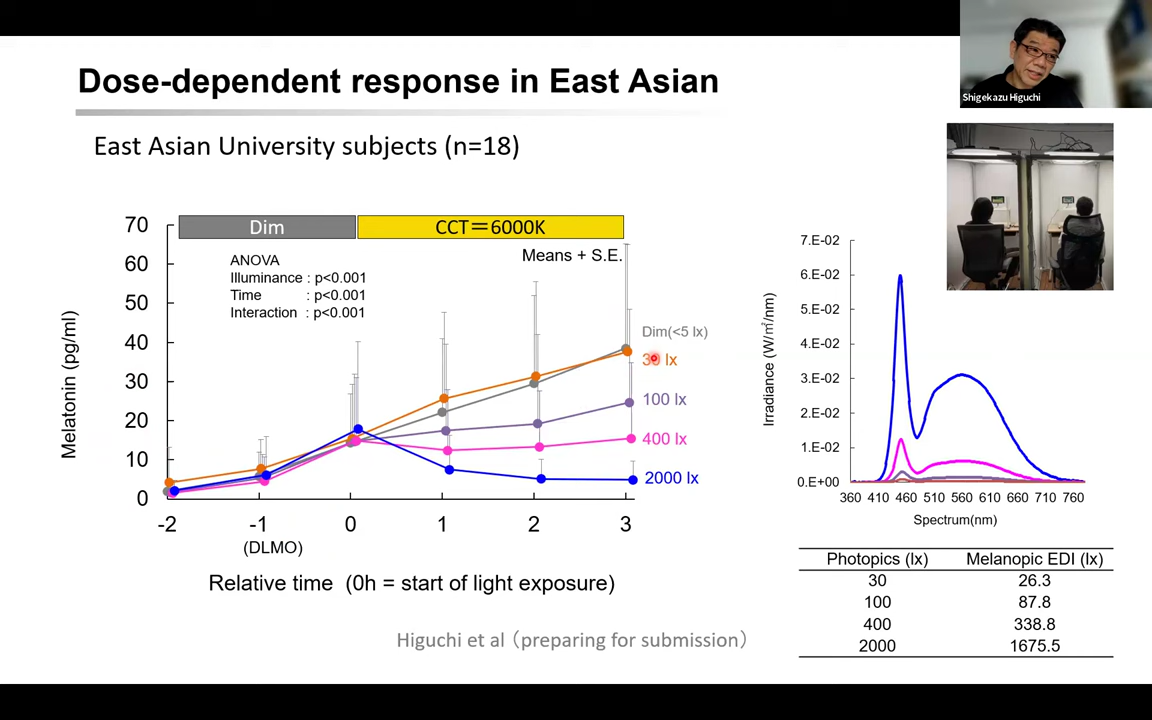 Dose-dependent response in East Asian
Shigekazu Higuchi
East Asian University subjects (n=18)
Dim
CCT＝6000K
Means + S.E.
ANOVA
Illuminance : p<0.001
Time : p<0.001
Interaction : p<0.001
Melatonin (pg/ml)
70
60
50
40
30
20
10
0
Dim(<5 lx)
30 lx
100 lx
400 lx
2000 lx
-2
-1
0
1
2
3
(DLMO)
Relative time (0h = start of light exposure)
Irradiance (W/㎡/nm)
7.E-02
6.E-02
5.E-02
4.E-02
3.E-02
2.E-02
1.E-02
0.E+00
360 410 460 510 560 610 660 710 760
Spectrum(nm)
Photopics (lx) Melanopic EDI (lx)
30 26.3
100 87.8
400 338.8
2000 1675.5
Higuchi et al（preparing for submission）